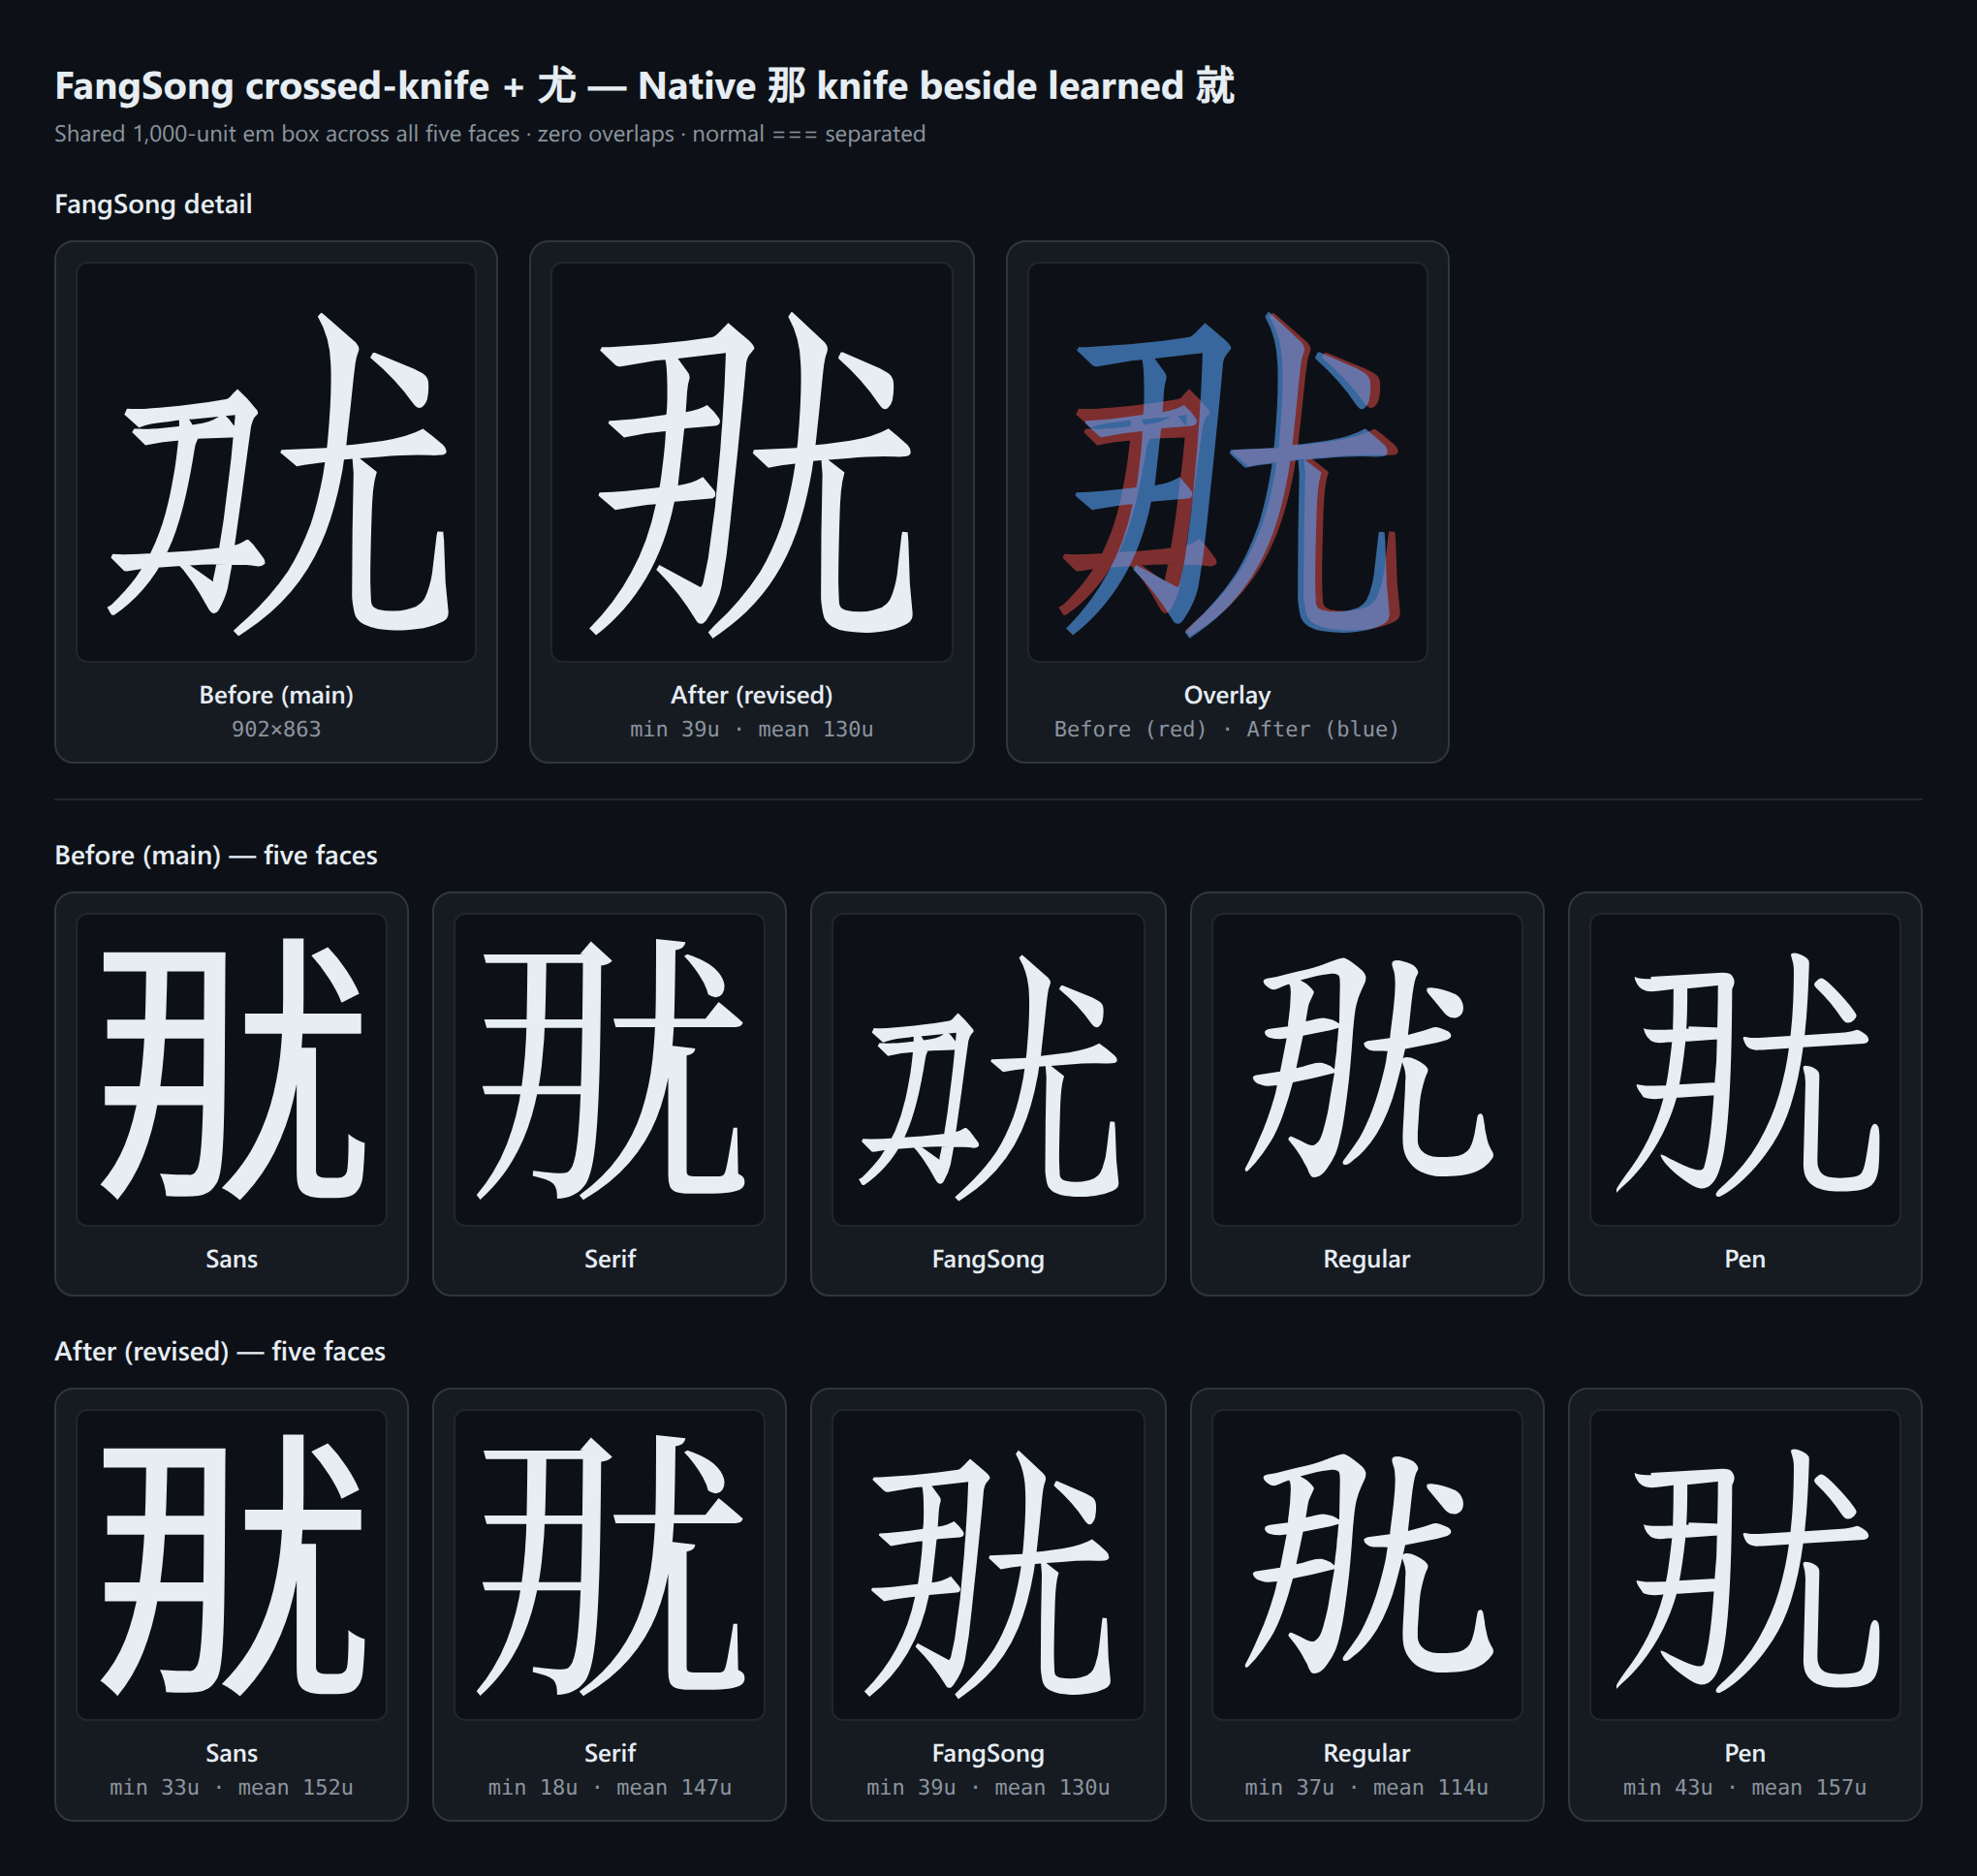 FangSong crossed-knife + 尤 — Native 那 knife beside learned 就
Shared 1,000-unit em box across all five faces · zero overlaps · normal === separated
FangSong detail
Before (main)
902×863
After (revised)
min 39u · mean 130u
Overlay
Before (red) · After (blue)
Before (main) — five faces
Sans
Serif
FangSong
Regular
Pen
After (revised) — five faces
Sans
min 33u · mean 152u
Serif
min 18u · mean 147u
FangSong
min 39u · mean 130u
Regular
min 37u · mean 114u
Pen
min 43u · mean 157u